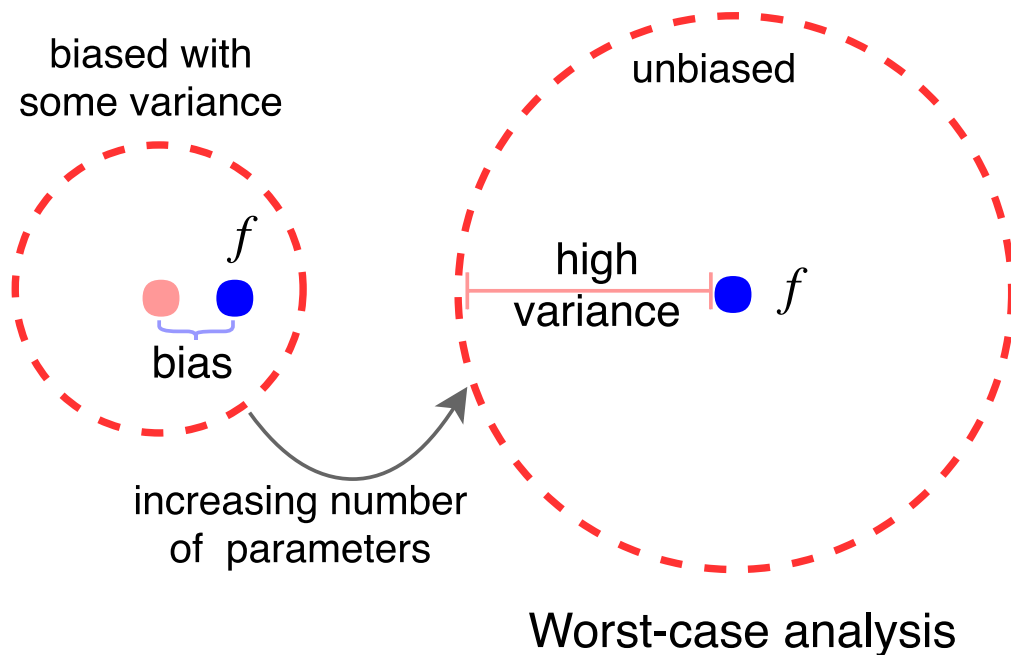 biased with
some variance
f
bias
increasing number
of parameters
unbiased
high
variance
f
Worst-case analysis